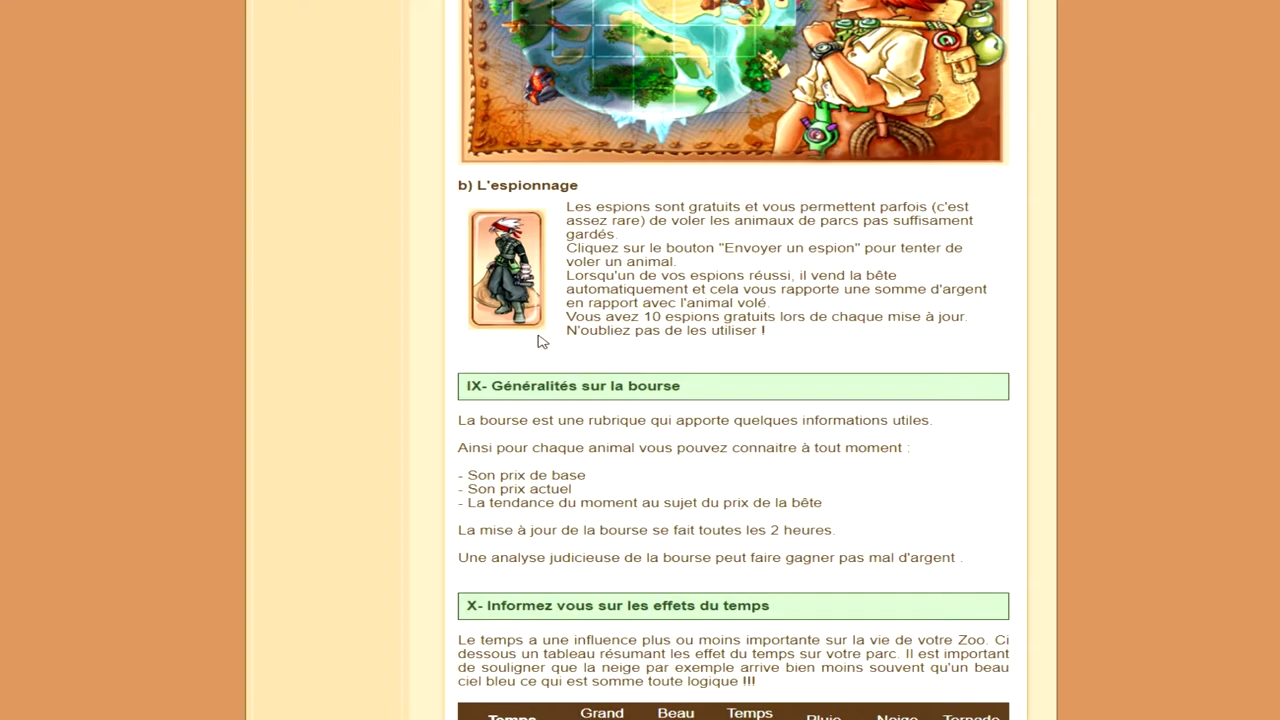 b) L'espionnage
Les espions sont gratuits et vous permettent parfois (c'est
assez rare) de voler les animaux de parcs pas suffisament
gardés.
Cliquez sur le bouton "Envoyer un espion" pour tenter de
voler un animal.
Lorsqu'un de vos espions réussi, il vend la bête
automatiquement et cela vous rapporte une somme d'argent
en rapport avec l'animal volé.
Vous avez 10 espions gratuits lors de chaque mise à jour.
N'oubliez pas de les utiliser !
IX- Généralités sur la bourse
La bourse est une rubrique qui apporte quelques informations utiles.
Ainsi pour chaque animal vous pouvez connaitre à tout moment :
- Son prix de base
- Son prix actuel
- La tendance du moment au sujet du prix de la bête
La mise à jour de la bourse se fait toutes les 2 heures.
Une analyse judicieuse de la bourse peut faire gagner pas mal d'argent .
X- Informez vous sur les effets du temps
Le temps a une influence plus ou moins importante sur la vie de votre Zoo. Ci
dessous un tableau résumant les effet du temps sur votre parc. Il est important
de souligner que la neige par exemple arrive bien moins souvent qu'un beau
ciel bleu ce qui est somme toute logique !!!
Grand Beau Temps
Temps Pluie Neige Tornade